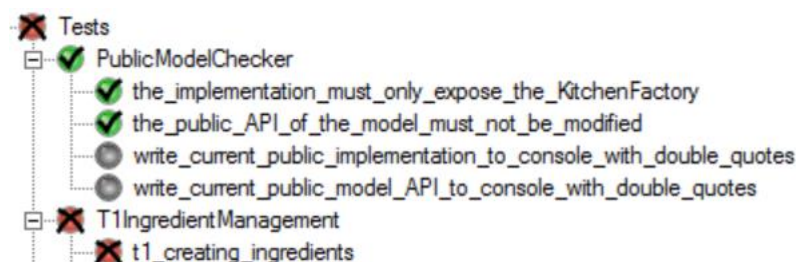 Tests
PublicModelChecker
the_implementation_must_only_expose_the_KitchenFactory
the_public_API_of_the_model_must_not_be_modified
write_current_public_implementation_to_console_with_double_quotes
write_current_public_model_API_to_console_with_double_quotes
T1IngredientManagement
t1_creating_ingredients